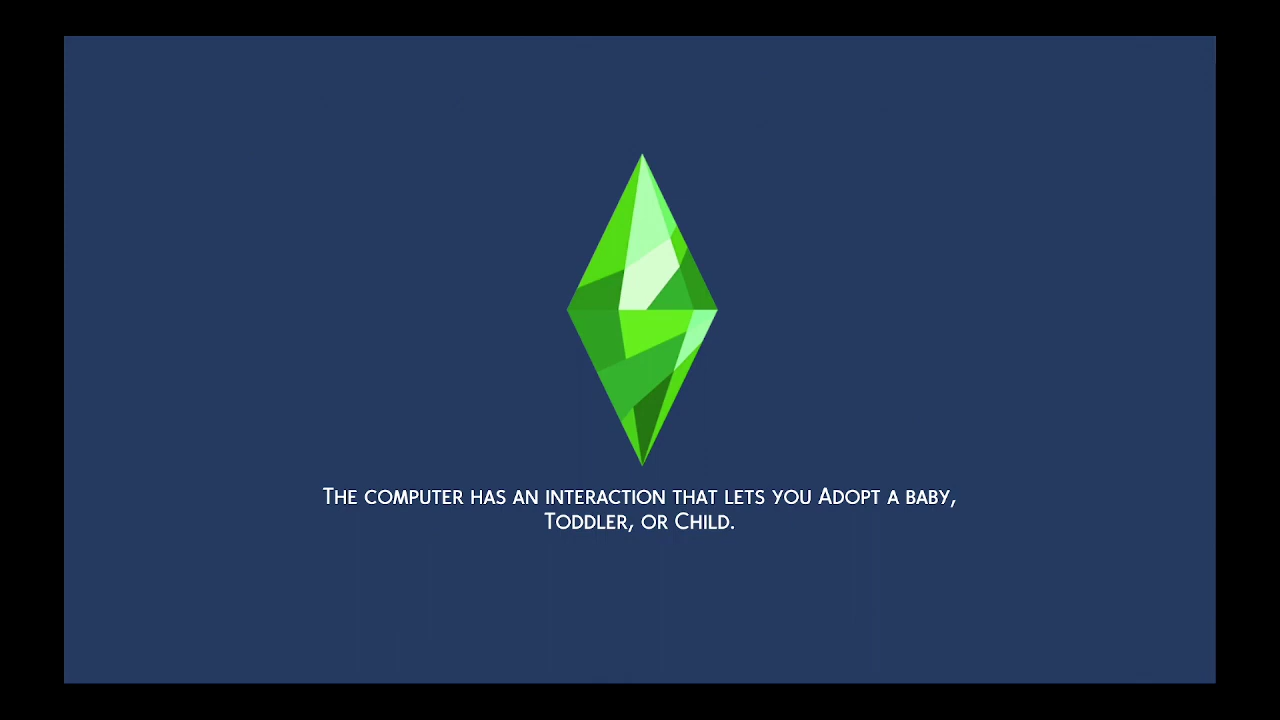 The computer has an interaction that lets you Adopt a baby,
Toddler, or Child.